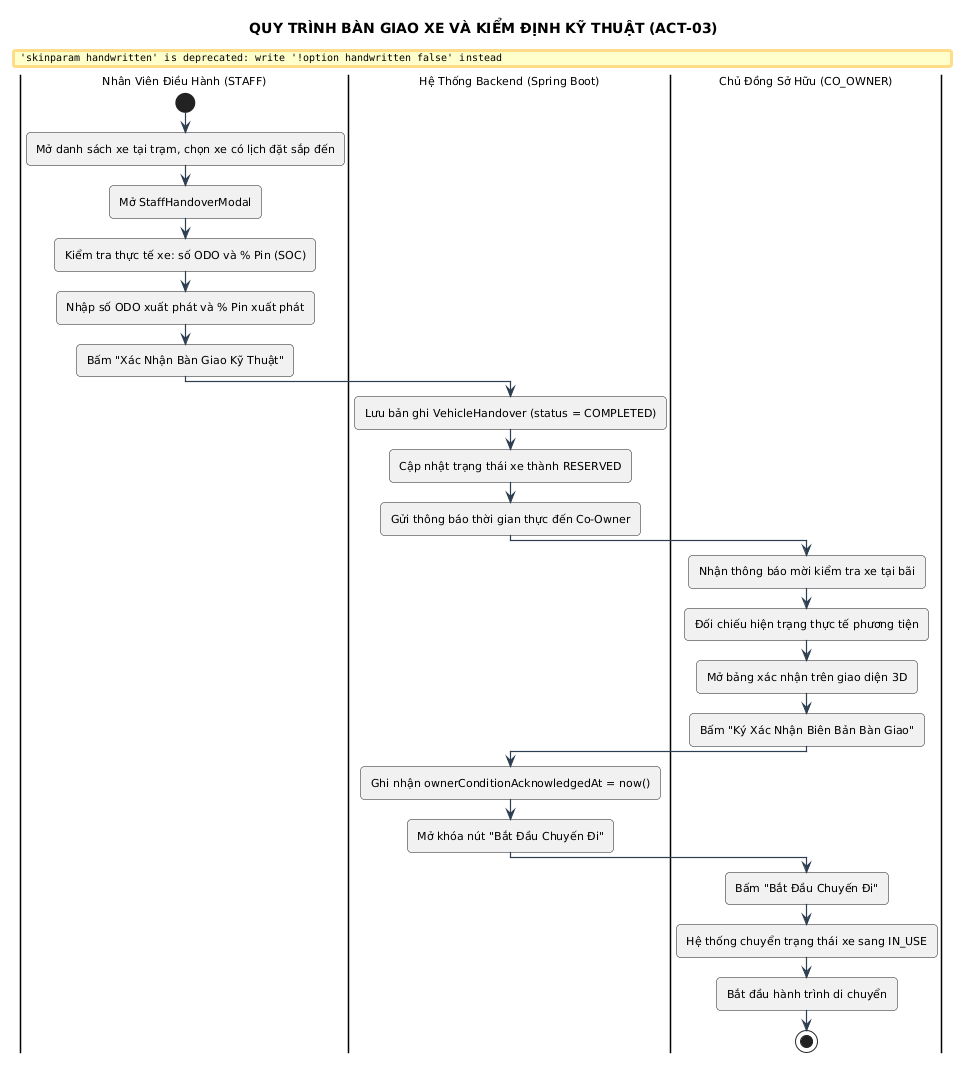 QUY TRÌNH BÀN GIAO XE VÀ KIỂM ĐỊNH KỸ THUẬT (ACT-03)
'skinparam handwritten' is deprecated: write '!option handwritten false' instead
Nhân Viên Điều Hành (STAFF)
Hệ Thống Backend (Spring Boot)
Chủ Đồng Sở Hữu (CO_OWNER)
Mở danh sách xe tại trạm, chọn xe có lịch đặt sắp đến
Mở StaffHandoverModal
Kiểm tra thực tế xe: số ODO và % Pin (SOC)
Nhập số ODO xuất phát và % Pin xuất phát
Bấm "Xác Nhận Bàn Giao Kỹ Thuật"
Lưu bản ghi VehicleHandover (status = COMPLETED)
Cập nhật trạng thái xe thành RESERVED
Gửi thông báo thời gian thực đến Co-Owner
Nhận thông báo mời kiểm tra xe tại bãi
Đối chiếu hiện trạng thực tế phương tiện
Mở bảng xác nhận trên giao diện 3D
Bấm "Ký Xác Nhận Biên Bản Bàn Giao"
Ghi nhận ownerConditionAcknowledgedAt = now()
Mở khóa nút "Bắt Đầu Chuyến Đi"
Bấm "Bắt Đầu Chuyến Đi"
Hệ thống chuyển trạng thái xe sang IN_USE
Bắt đầu hành trình di chuyển